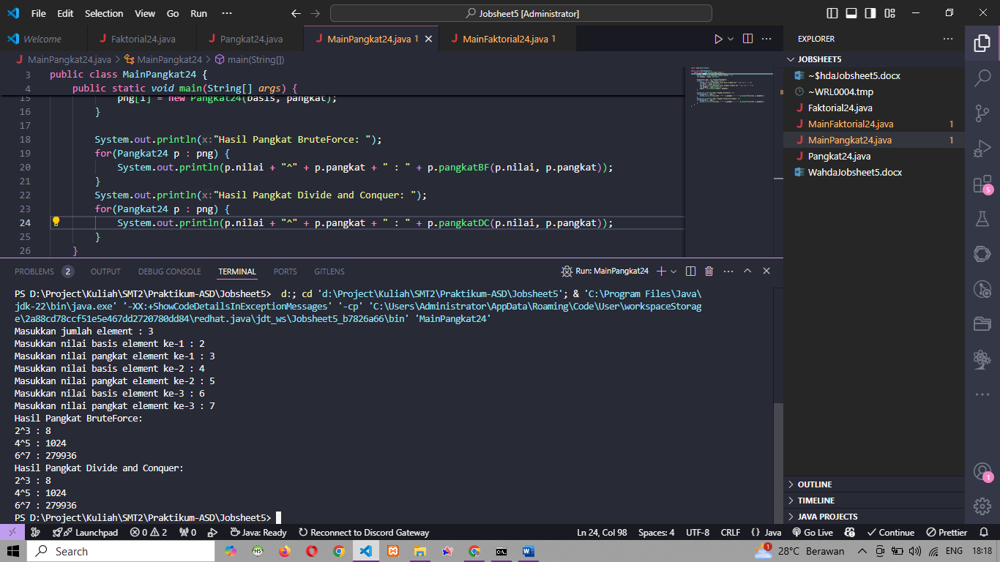 File Edit Selection View Go Run ··· Jobsheet5 [Administrator]
Welcome Faktorial24.java Pangkat24.java MainPangkat24.java 1 MainFaktorial24.java 1
MainPangkat24.java > MainPangkat24 > main(String[])
3 public class MainPangkat24 {
4 public static void main(String[] args) {
15 png[i] = new Pangkat24(basis, pangkat);
16 }
17
18 System.out.println(x:"Hasil Pangkat BruteForce: ");
19 for(Pangkat24 p : png) {
20 System.out.println(p.nilai + "^" + p.pangkat + " : " + p.pangkatBF(p.nilai, p.pangkat));
21 }
22 System.out.println(x:"Hasil Pangkat Divide and Conquer: ");
23 for(Pangkat24 p : png) {
24 System.out.println(p.nilai + "^" + p.pangkat + " : " + p.pangkatDC(p.nilai, p.pangkat));
25 }
26 }
PROBLEMS 2 OUTPUT DEBUG CONSOLE TERMINAL PORTS GITLENS Run: MainPangkat24
PS D:\Project\Kuliah\SMT2\Praktikum-ASD\Jobsheet5> d:; cd 'd:\Project\Kuliah\SMT2\Praktikum-ASD\Jobsheet5'; & 'C:\Program Files\Java\
jdk-22\bin\java.exe' '-XX:+ShowCodeDetailsInExceptionMessages' '-cp' 'C:\Users\Administrator\AppData\Roaming\Code\User\workspaceStorag
e\2a88cd78ccf51e5e467dd2720780dd84\redhat.java\jdt_ws\Jobsheet5_b7826a66\bin' 'MainPangkat24'
Masukkan jumlah element : 3
Masukkan nilai basis element ke-1 : 2
Masukkan nilai pangkat element ke-1 : 3
Masukkan nilai basis element ke-2 : 4
Masukkan nilai pangkat element ke-2 : 5
Masukkan nilai basis element ke-3 : 6
Masukkan nilai pangkat element ke-3 : 7
Hasil Pangkat BruteForce:
2^3 : 8
4^5 : 1024
6^7 : 279936
Hasil Pangkat Divide and Conquer:
2^3 : 8
4^5 : 1024
6^7 : 279936
PS D:\Project\Kuliah\SMT2\Praktikum-ASD\Jobsheet5>
EXPLORER
JOBSHEET5
~$hdaJobsheet5.docx
~WRL0004.tmp
Faktorial24.java
MainFaktorial24.java 1
MainPangkat24.java 1
Pangkat24.java
WahdaJobsheet5.docx
OUTLINE
TIMELINE
JAVA PROJECTS
5
1
Launchpad 0 2 0 Java: Ready Reconnect to Discord Gateway Ln 24, Col 98 Spaces: 4 UTF-8 CRLF {} Java Go Live Continue Prettier
Search 1 28°C Berawan ENG 18:18